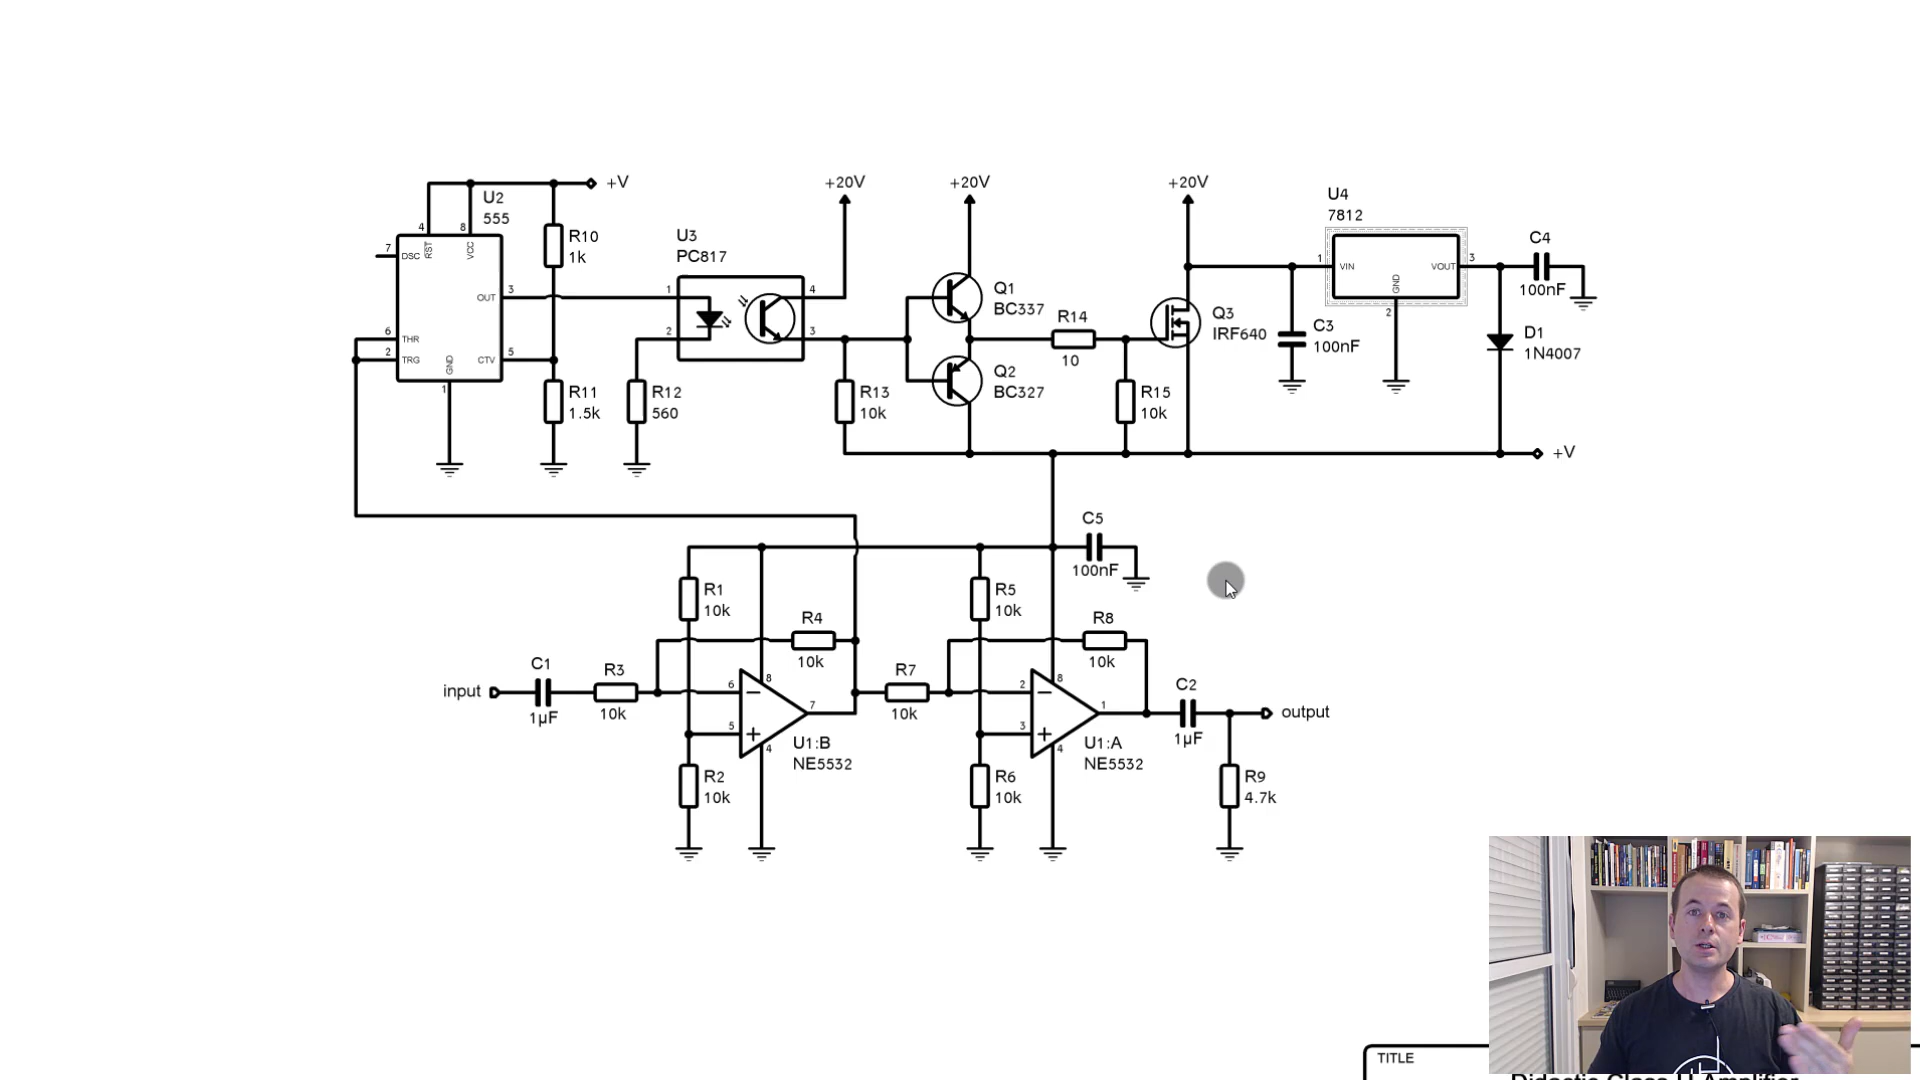 +V
U2
555
4
8
RST
VCC
7
DSC
R10
1k
OUT
3
6
THR
2
TRG
GND
CTV
5
1
R11
1.5k
R12
560
U3
PC817
1
2
4
3
+20V
R13
10k
+20V
Q1
BC337
Q2
BC327
R14
10
R15
10k
+20V
Q3
IRF640
C3
100nF
U4
7812
1
VIN
VOUT
3
GND
2
C4
100nF
D1
1N4007
+V
C5
100nF
R1
10k
R4
10k
R5
10k
R8
10k
input
C1
1µF
R3
10k
6
8
7
5
4
U1:B
NE5532
R7
10k
2
8
1
3
4
U1:A
NE5532
C2
1µF
output
R2
10k
R6
10k
R9
4.7k
TITLE
Didactic Class H Amplifier